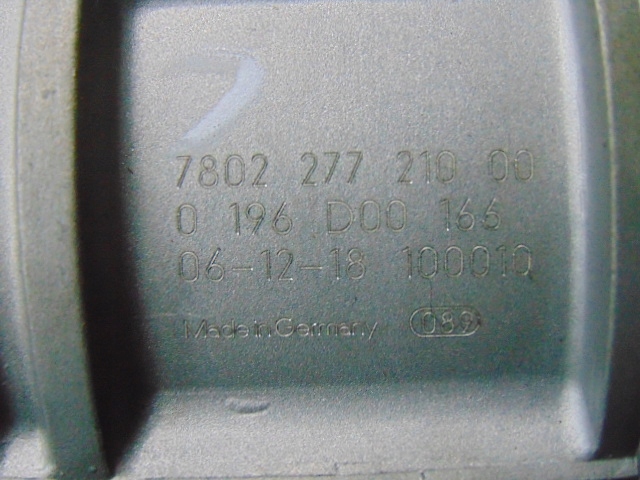 7802 277 210 00
0 196 D00 166
06-12-18 100010
Made in Germany 089